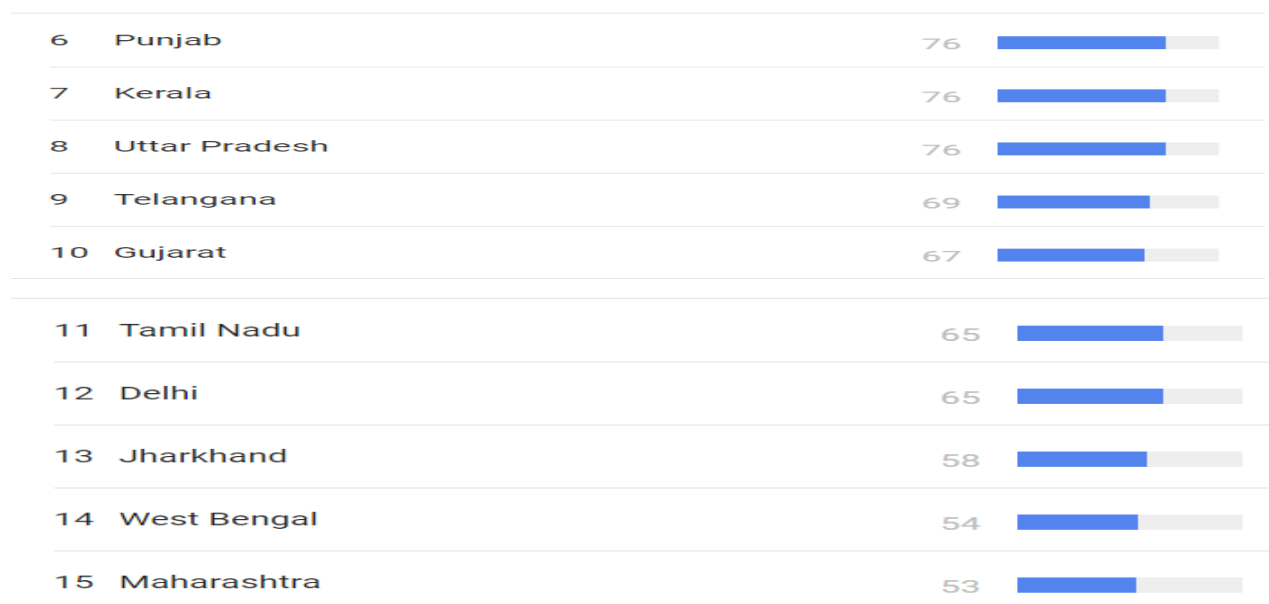 6 Punjab 76
7 Kerala 76
8 Uttar Pradesh 76
9 Telangana 69
10 Gujarat 67
11 Tamil Nadu 65
12 Delhi 65
13 Jharkhand 58
14 West Bengal 54
15 Maharashtra 53